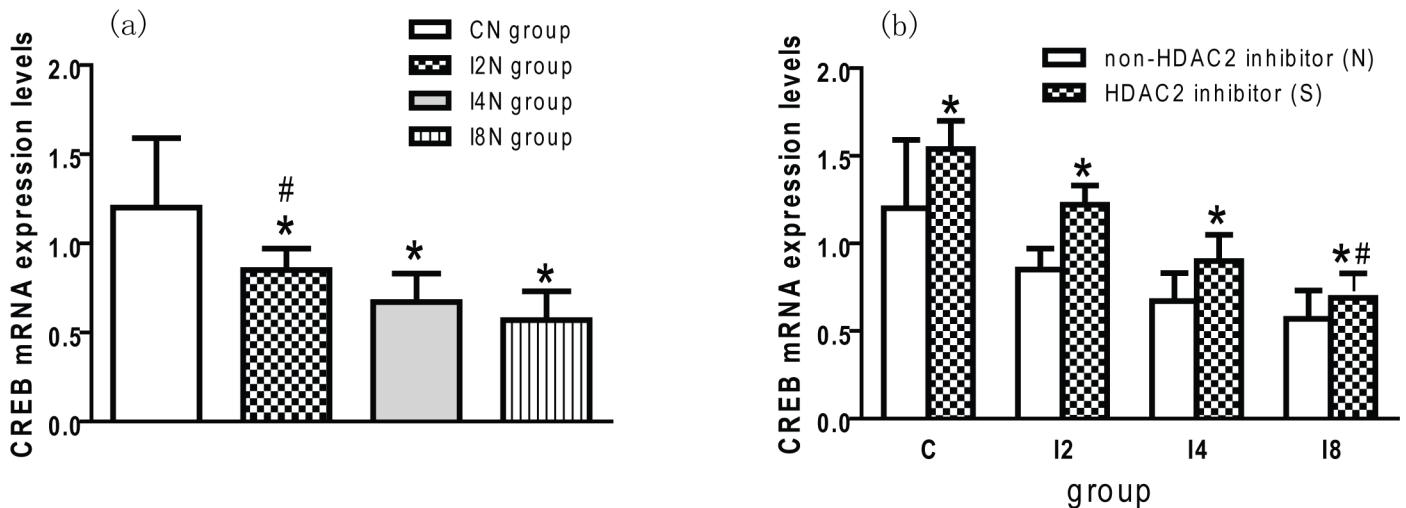 (a)
CREB mRNA expression levels
2.0
1.5
1.0
0.5
0.0
CN group
I2N group
I4N group
I8N group
#
*
*
*
(b)
CREB mRNA expression levels
2.0
1.5
1.0
0.5
0.0
non-HDAC2 inhibitor (N)
HDAC2 inhibitor (S)
*
*
*
*#
C I2 I4 I8
group